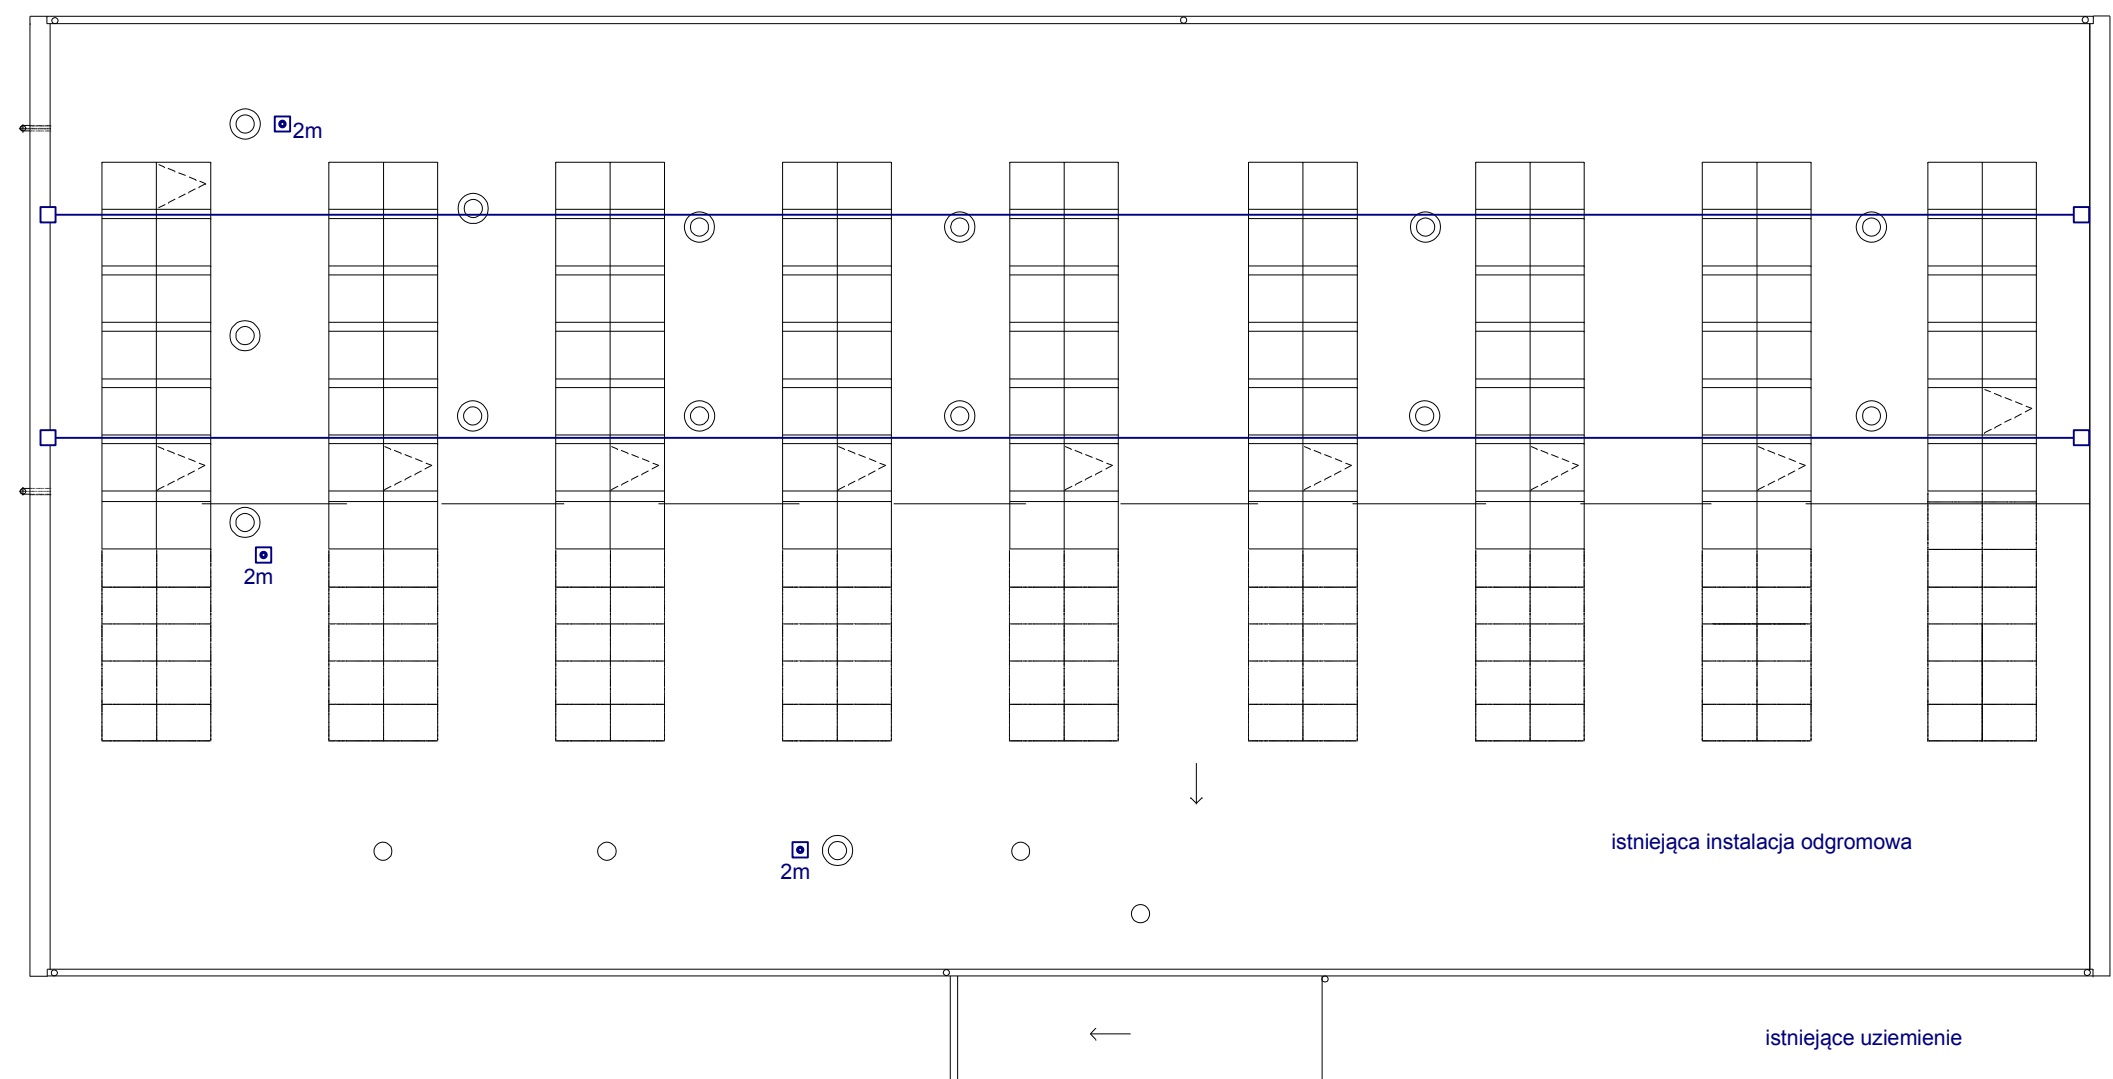 2m
2m
istniejąca instalacja odgromowa
2m
istniejące uziemienie